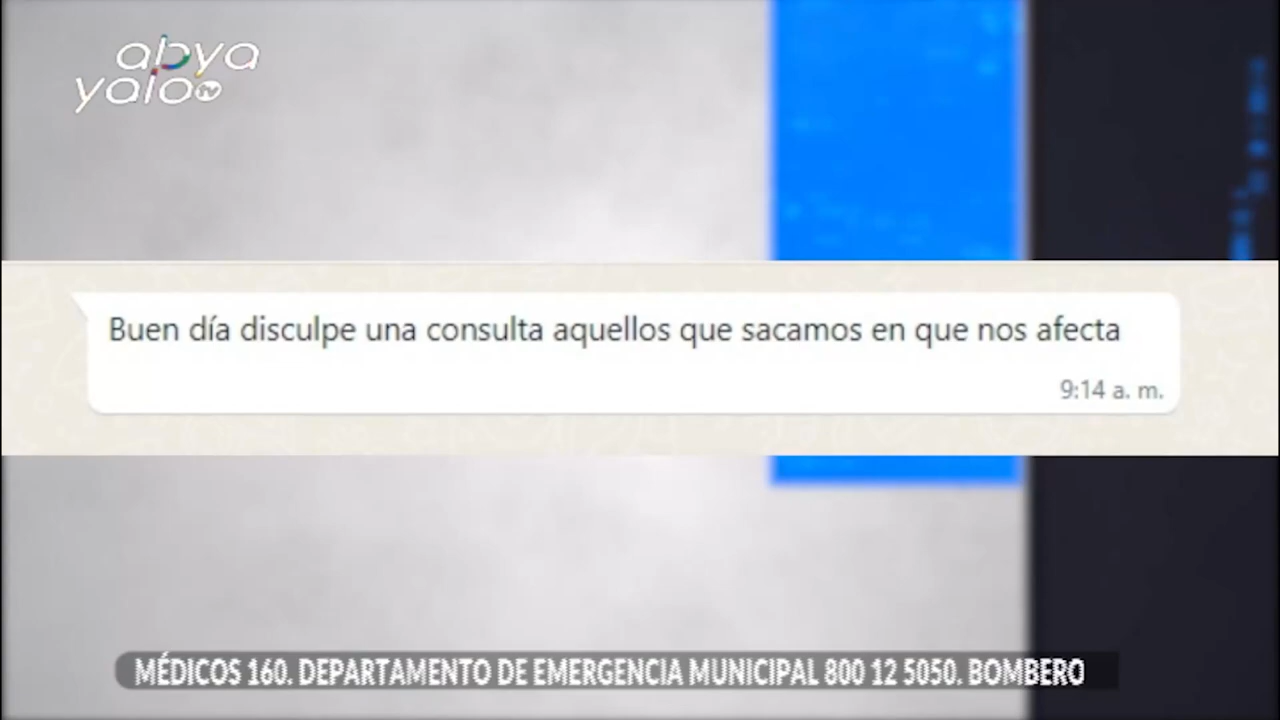 abya
yala tv
Buen día disculpe una consulta aquellos que sacamos en que nos afecta
9:14 a. m.
MÉDICOS 160. DEPARTAMENTO DE EMERGENCIA MUNICIPAL 800 12 5050. BOMBERO